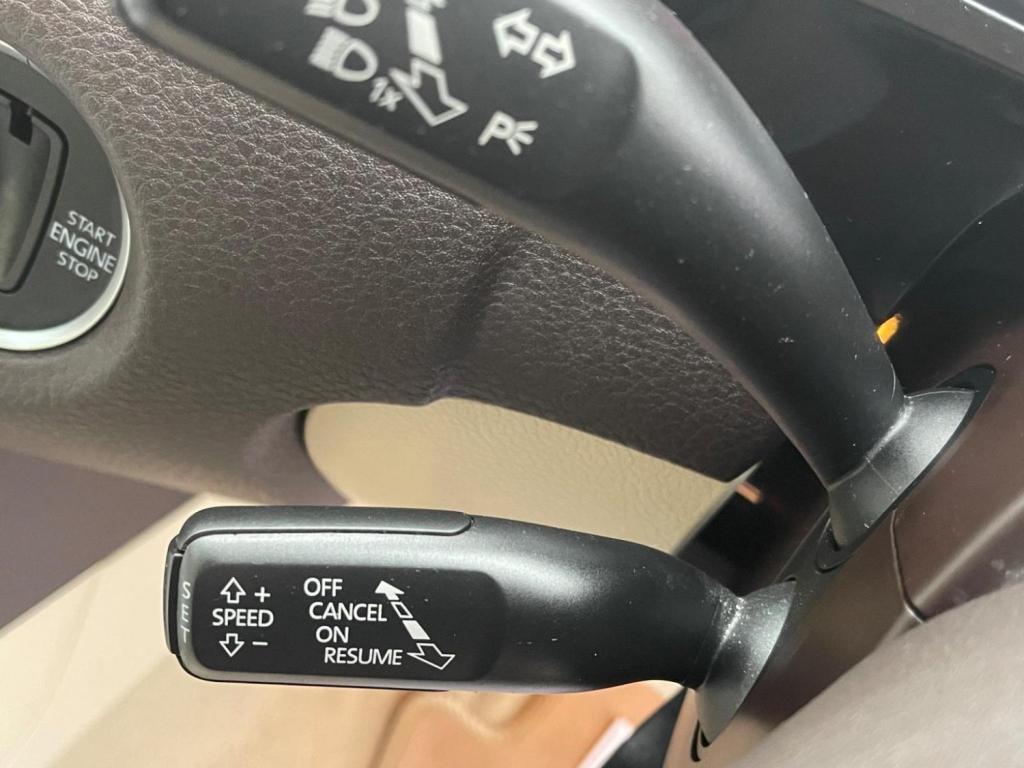 1X
P
START
ENGINE
STOP
SET
+
SPEED
−
OFF
CANCEL
ON
RESUME